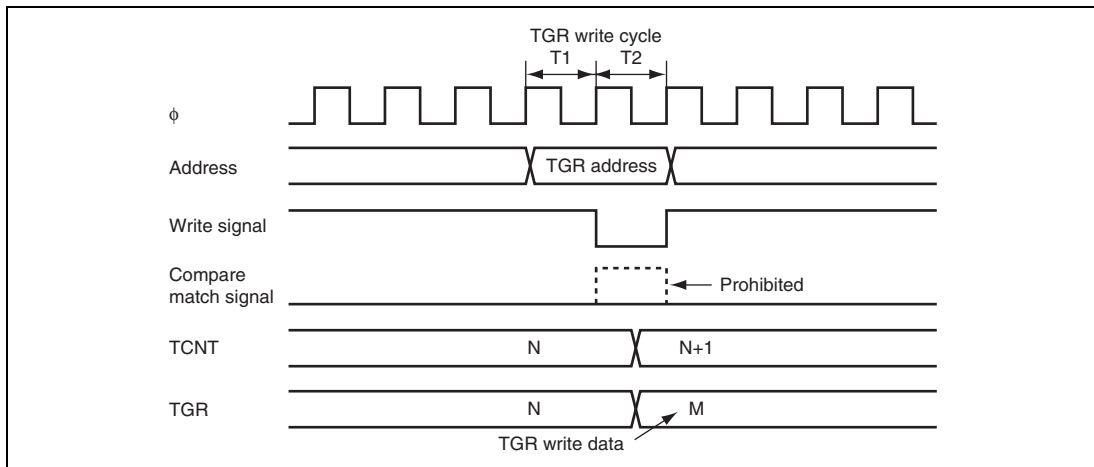 TGR write cycle
T1 T2
ϕ
Address
TGR address
Write signal
Compare
match signal
Prohibited
TCNT
N
N+1
TGR
N
M
TGR write data